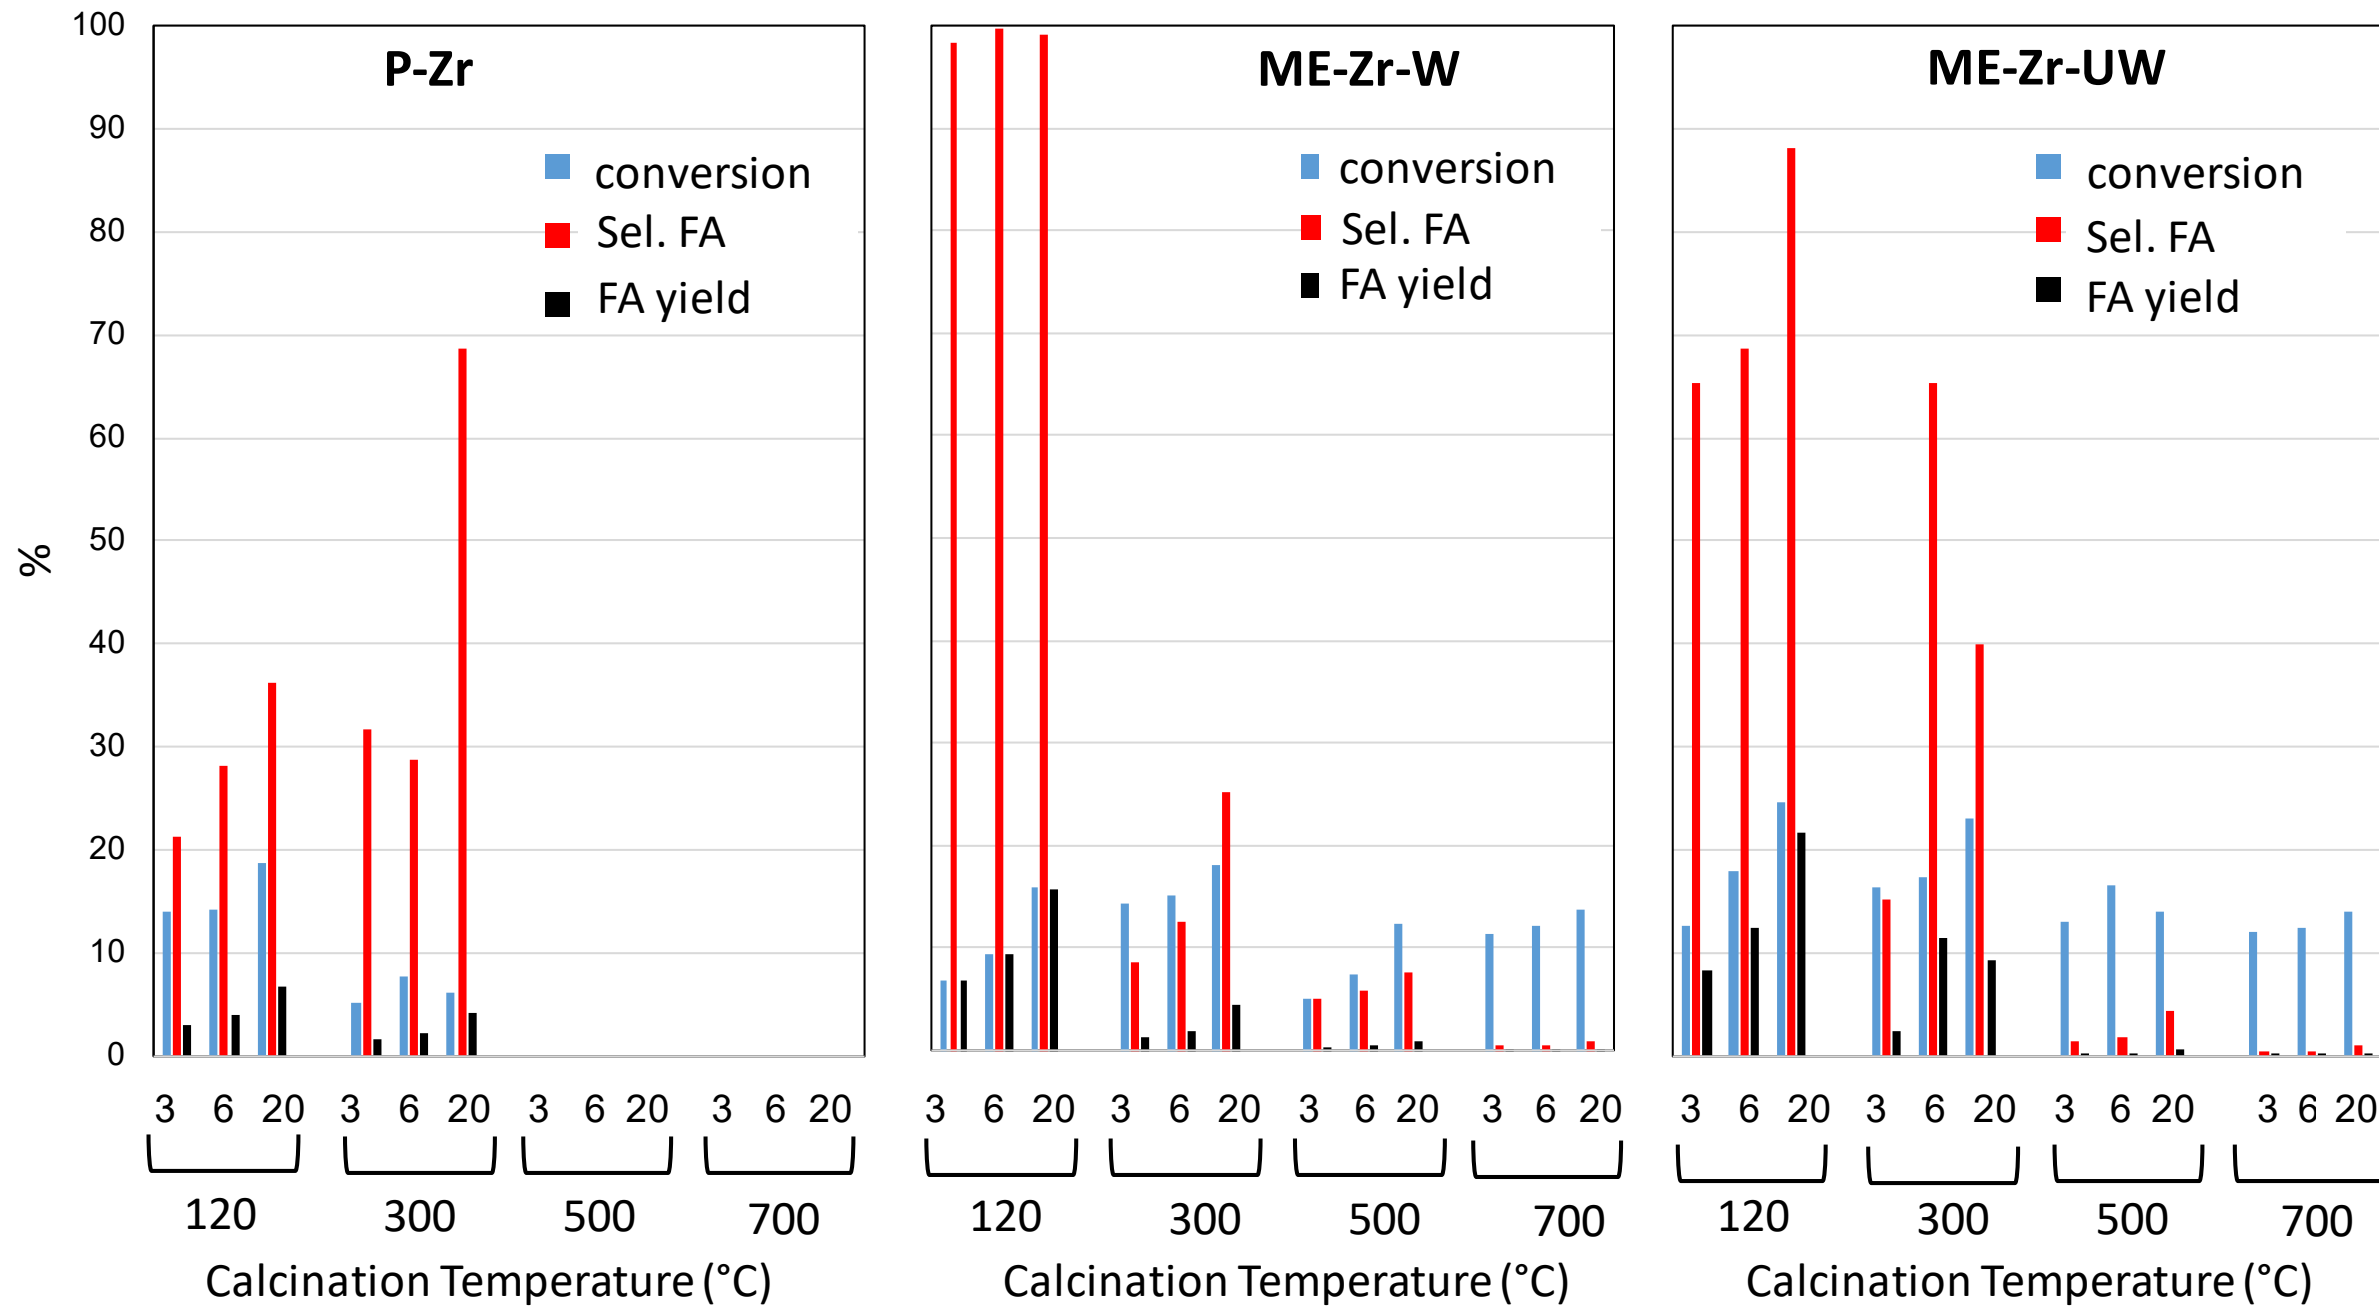 %
100
90
80
70
60
50
40
30
20
10
0
P-Zr
conversion
Sel. FA
FA yield
3 6 20 3 6 20 3 6 20 3 6 20
120 300 500 700
Calcination Temperature (°C)
ME-Zr-W
conversion
Sel. FA
FA yield
3 6 20 3 6 20 3 6 20 3 6 20
120 300 500 700
Calcination Temperature (°C)
ME-Zr-UW
conversion
Sel. FA
FA yield
3 6 20 3 6 20 3 6 20 3 6 20
120 300 500 700
Calcination Temperature (°C)